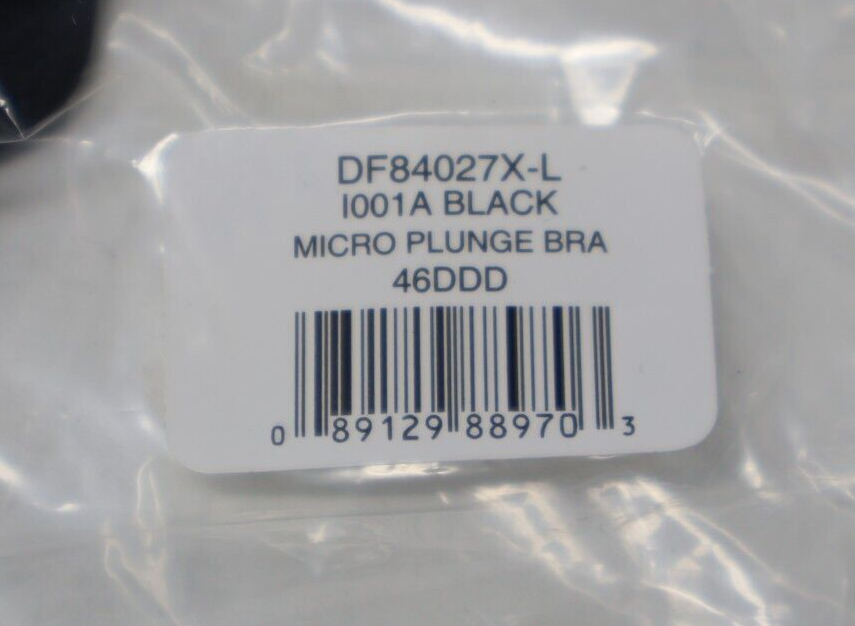 DF84027X-L
I001A BLACK
MICRO PLUNGE BRA
46DDD
0 89129 88970 3